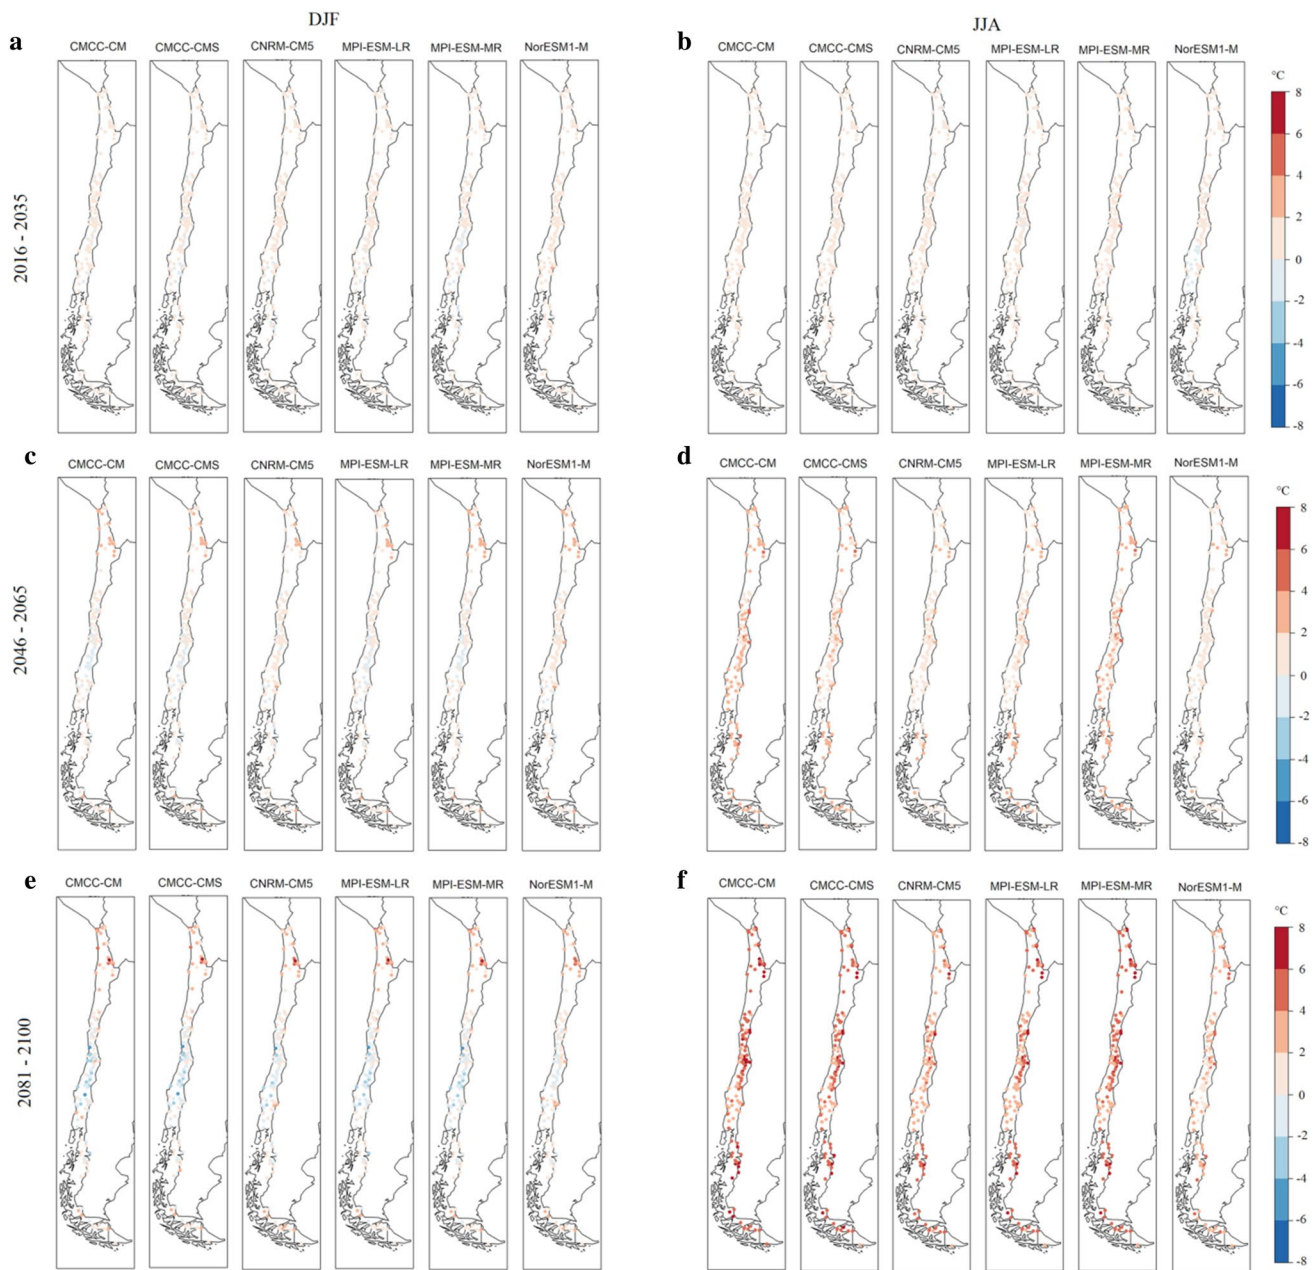 DJF
JJA
a
CMCC-CM CMCC-CMS CNRM-CM5 MPI-ESM-LR MPI-ESM-MR NorESM1-M
b
CMCC-CM CMCC-CMS CNRM-CM5 MPI-ESM-LR MPI-ESM-MR NorESM1-M
2016 - 2035
°C
8
6
4
2
0
-2
-4
-6
-8
c
CMCC-CM CMCC-CMS CNRM-CM5 MPI-ESM-LR MPI-ESM-MR NorESM1-M
d
CMCC-CM CMCC-CMS CNRM-CM5 MPI-ESM-LR MPI-ESM-MR NorESM1-M
2046 - 2065
°C
8
6
4
2
0
-2
-4
-6
-8
e
CMCC-CM CMCC-CMS CNRM-CM5 MPI-ESM-LR MPI-ESM-MR NorESM1-M
f
CMCC-CM CMCC-CMS CNRM-CM5 MPI-ESM-LR MPI-ESM-MR NorESM1-M
2081 - 2100
°C
8
6
4
2
0
-2
-4
-6
-8